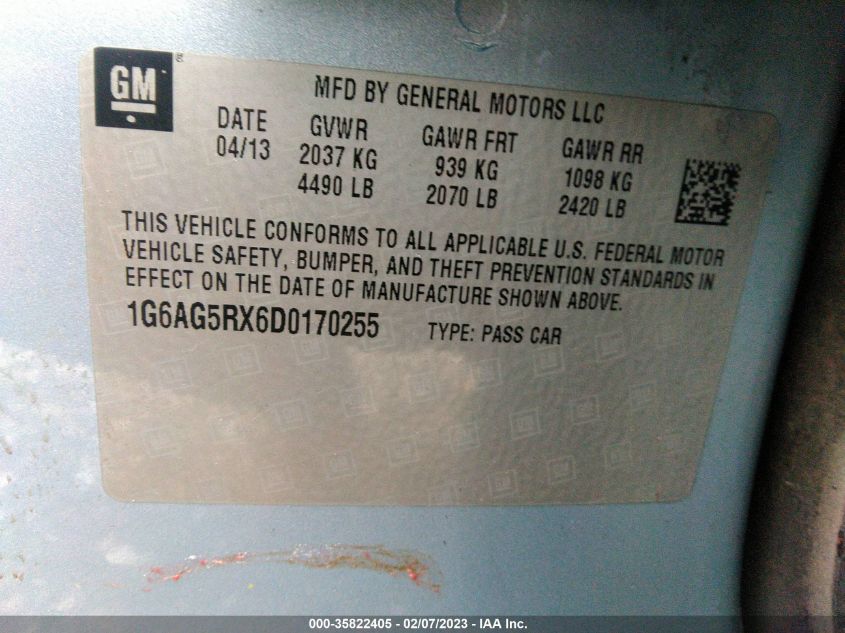 GM
MFD BY GENERAL MOTORS LLC
DATE GVWR GAWR FRT GAWR RR
04/13 2037 KG 939 KG 1098 KG
4490 LB 2070 LB 2420 LB
THIS VEHICLE CONFORMS TO ALL APPLICABLE U.S. FEDERAL MOTOR
VEHICLE SAFETY, BUMPER, AND THEFT PREVENTION STANDARDS IN
EFFECT ON THE DATE OF MANUFACTURE SHOWN ABOVE.
1G6AG5RX6D0170255 TYPE: PASS CAR
000-35822405 - 02/07/2023 - IAA Inc.